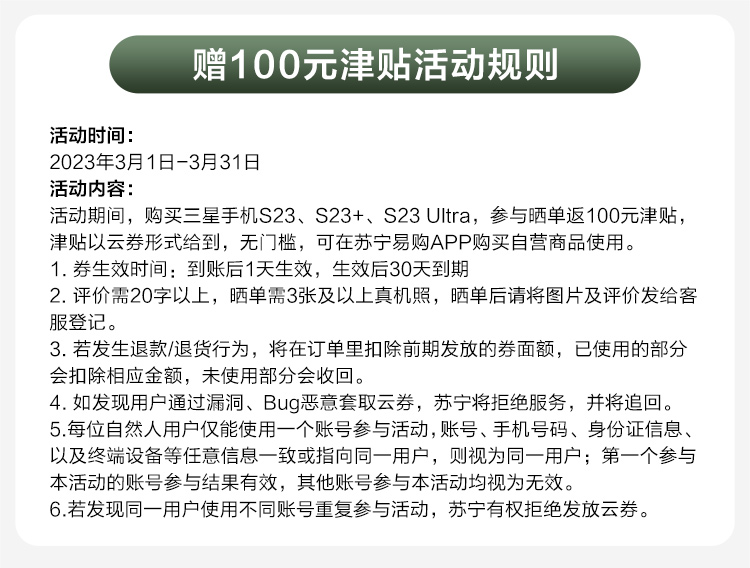 赠100元津贴活动规则
活动时间：
2023年3月1日-3月31日
活动内容：
活动期间，购买三星手机S23、S23+、S23 Ultra，参与晒单返100元津贴，
津贴以云券形式给到，无门槛，可在苏宁易购APP购买自营商品使用。
1. 券生效时间：到账后1天生效，生效后30天到期
2. 评价需20字以上，晒单需3张及以上真机照，晒单后请将图片及评价发给客
服登记。
3. 若发生退款/退货行为，将在订单里扣除前期发放的券面额，已使用的部分
会扣除相应金额，未使用部分会收回。
4. 如发现用户通过漏洞、Bug恶意套取云券，苏宁将拒绝服务，并将追回。
5.每位自然人用户仅能使用一个账号参与活动，账号、手机号码、身份证信息、
以及终端设备等任意信息一致或指向同一用户，则视为同一用户；第一个参与
本活动的账号参与结果有效，其他账号参与本活动均视为无效。
6.若发现同一用户使用不同账号重复参与活动，苏宁有权拒绝发放云券。